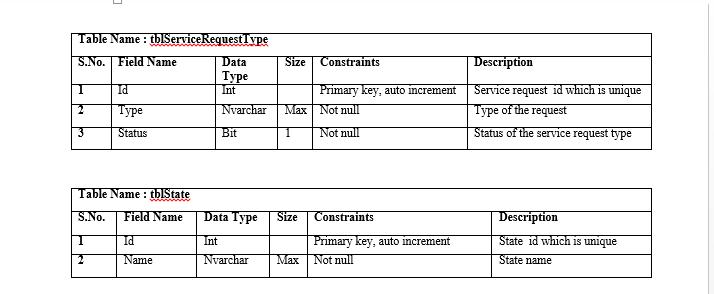 Table Name : tblServiceRequestType
S.No. Field Name Data Type Size Constraints Description
1 Id Int Primary key, auto increment Service request id which is unique
2 Type Nvarchar Max Not null Type of the request
3 Status Bit 1 Not null Status of the service request type
Table Name : tblState
S.No. Field Name Data Type Size Constraints Description
1 Id Int Primary key, auto increment State id which is unique
2 Name Nvarchar Max Not null State name